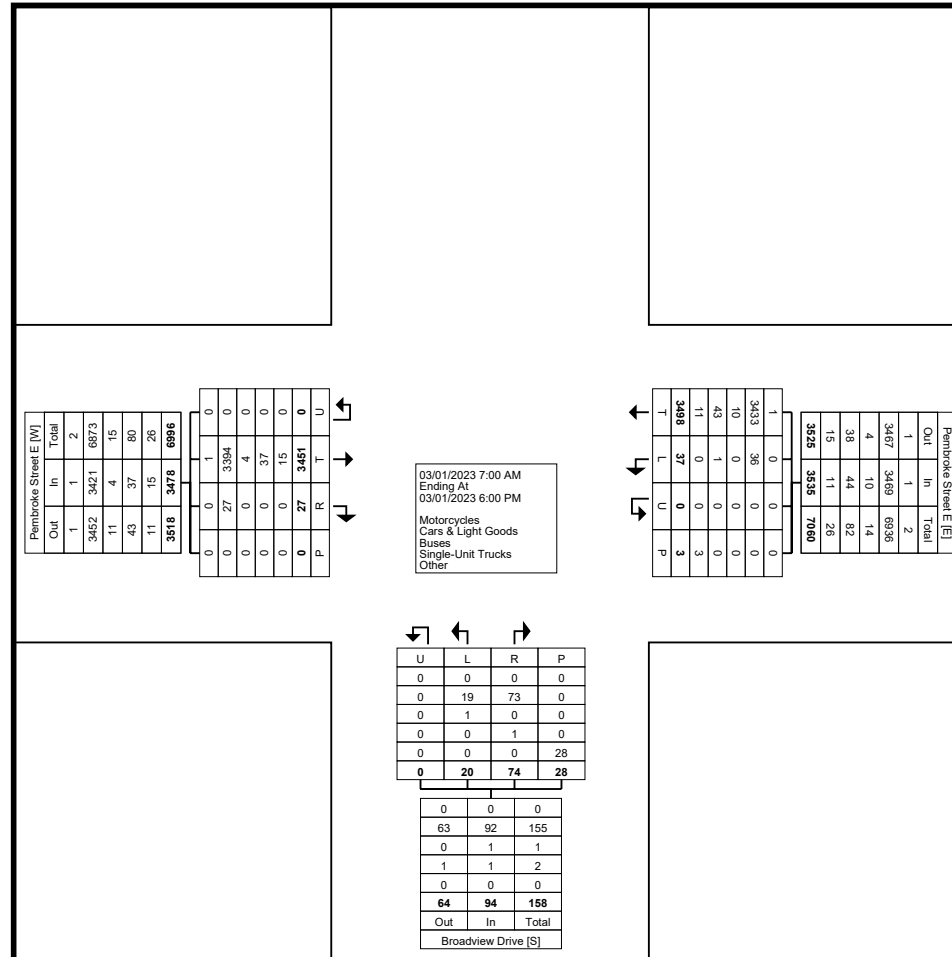 U T R P
0 3451 27 0
0 15 0 0
0 37 0 0
0 4 0 0
0 3394 27 0
0 1 0 0
6996 3478 3518
26 15 11
80 37 43
15 4 11
6873 3421 3452
2 1 1
Total In Out
Pembroke Street E [W]
03/01/2023 7:00 AM
Ending At
03/01/2023 6:00 PM
Motorcycles
Cars & Light Goods
Buses
Single-Unit Trucks
Other
Pembroke Street E [E]
Out In Total
1 1 2
3467 3469 6936
4 10 14
38 44 82
15 11 26
3525 3535 7060
1 0 0 0
3433 36 0 0
10 0 0 0
43 1 0 0
11 0 0 3
3498 37 0 3
T L U P
U L R P
0 0 0 0
0 19 73 0
0 1 0 0
0 0 1 0
0 0 0 28
0 20 74 28
0 0 0
63 92 155
0 1 1
1 1 2
0 0 0
64 94 158
Out In Total
Broadview Drive [S]